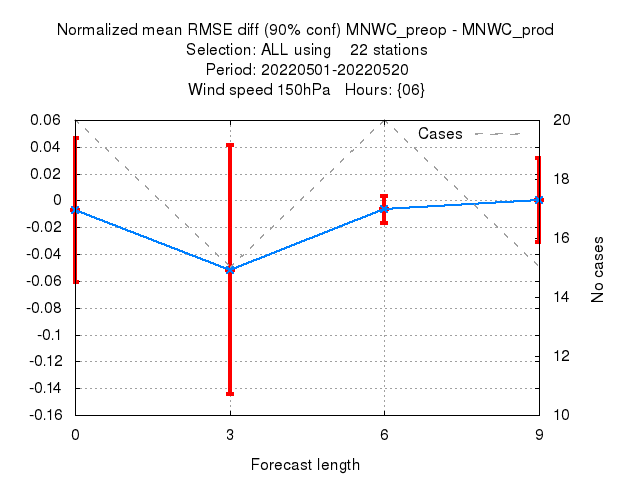 Normalized mean RMSE diff (90% conf) MNWC_preop - MNWC_prod
Selection: ALL using    22 stations
Period: 20220501-20220520
Wind speed 150hPa   Hours: {06}
Cases
0.06
0.04
0.02
0
-0.02
-0.04
-0.06
-0.08
-0.1
-0.12
-0.14
-0.16
20
18
16
14
12
10
No cases
0 3 6 9
Forecast length